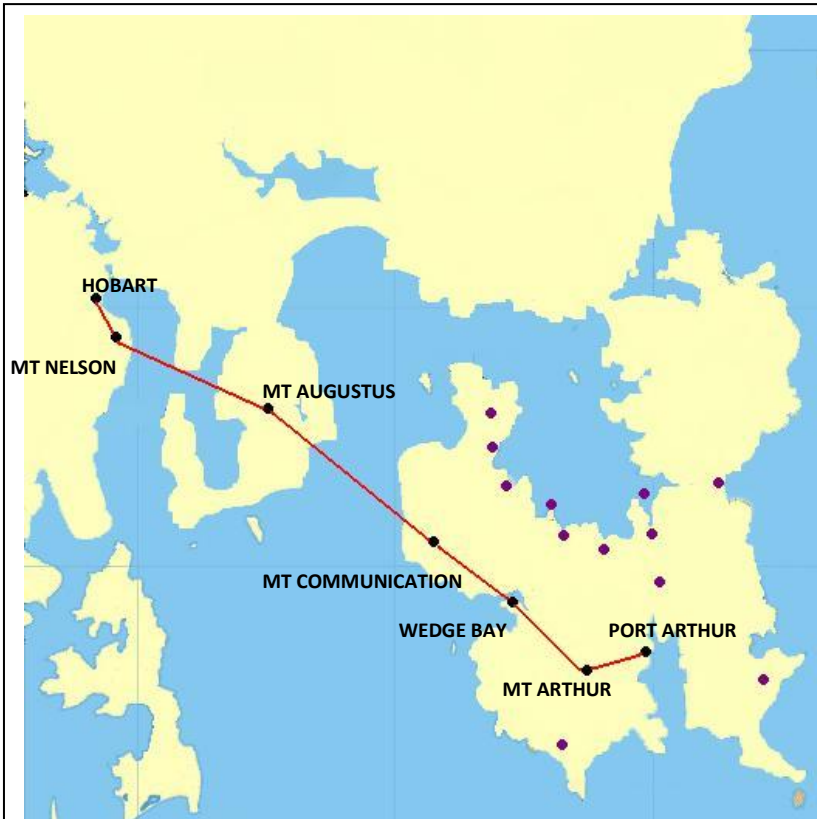 HOBART
MT NELSON
MT AUGUSTUS
MT COMMUNICATION
WEDGE BAY
PORT ARTHUR
MT ARTHUR